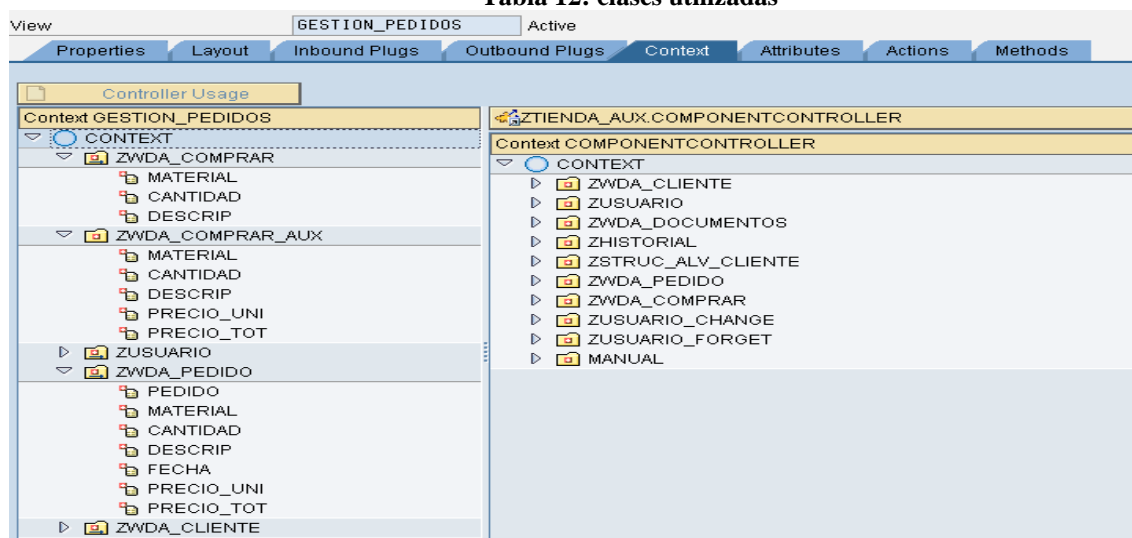 Tabla 12: clases utilizadas
View GESTION_PEDIDOS Active
Properties Layout Inbound Plugs Outbound Plugs Context Attributes Actions Methods
Controller Usage
Context GESTION_PEDIDOS
CONTEXT
ZWDA_COMPRAR
MATERIAL
CANTIDAD
DESCRIP
ZWDA_COMPRAR_AUX
MATERIAL
CANTIDAD
DESCRIP
PRECIO_UNI
PRECIO_TOT
ZUSUARIO
ZWDA_PEDIDO
PEDIDO
MATERIAL
CANTIDAD
DESCRIP
FECHA
PRECIO_UNI
PRECIO_TOT
ZWDA_CLIENTE
ZTIENDA_AUX.COMPONENTCONTROLLER
Context COMPONENTCONTROLLER
CONTEXT
ZWDA_CLIENTE
ZUSUARIO
ZWDA_DOCUMENTOS
ZHISTORIAL
ZSTRUC_ALV_CLIENTE
ZWDA_PEDIDO
ZWDA_COMPRAR
ZUSUARIO_CHANGE
ZUSUARIO_FORGET
MANUAL